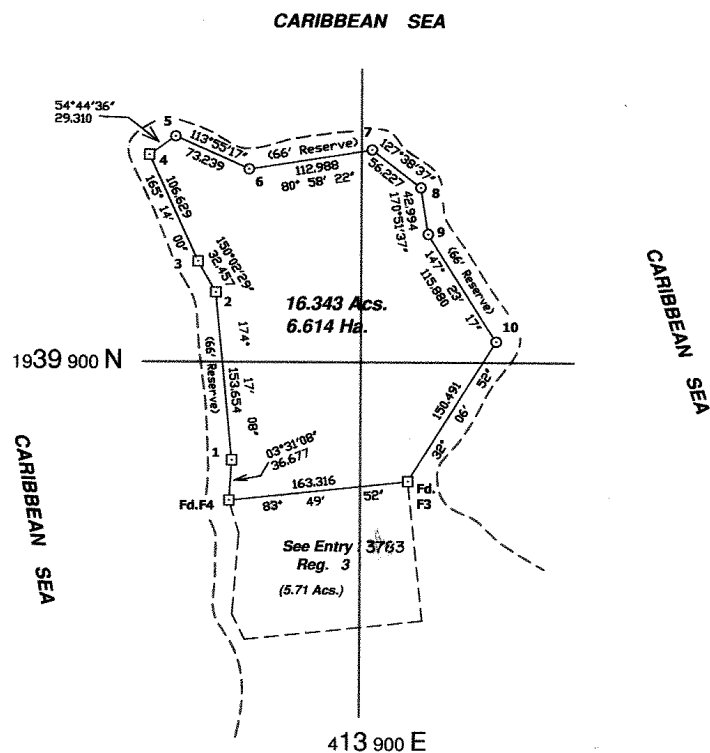 CARIBBEAN SEA
54°44'36"
29.310
5
113°55'17"
73.239
4
6
(66' Reserve)
112.988
80° 58' 22"
7
127°38'37"
56.227
8
42.994
170°51'37"
9
(66' Reserve)
147° 23' 17"
115.880
10
106.629
165° 14' 00"
3
150°02'29"
32.457
2
16.343 Acs.
6.614 Ha.
CARIBBEAN SEA
1939 900 N
(66' Reserve)
174° 17' 08"
153.654
150.491
32° 06' 52"
1
03°31'08"
36.677
CARIBBEAN SEA
Fd.F4
163.316
83° 49' 52'
Fd.
F3
See Entry 3763
Reg. 3
(5.71 Acs.)
413 900 E